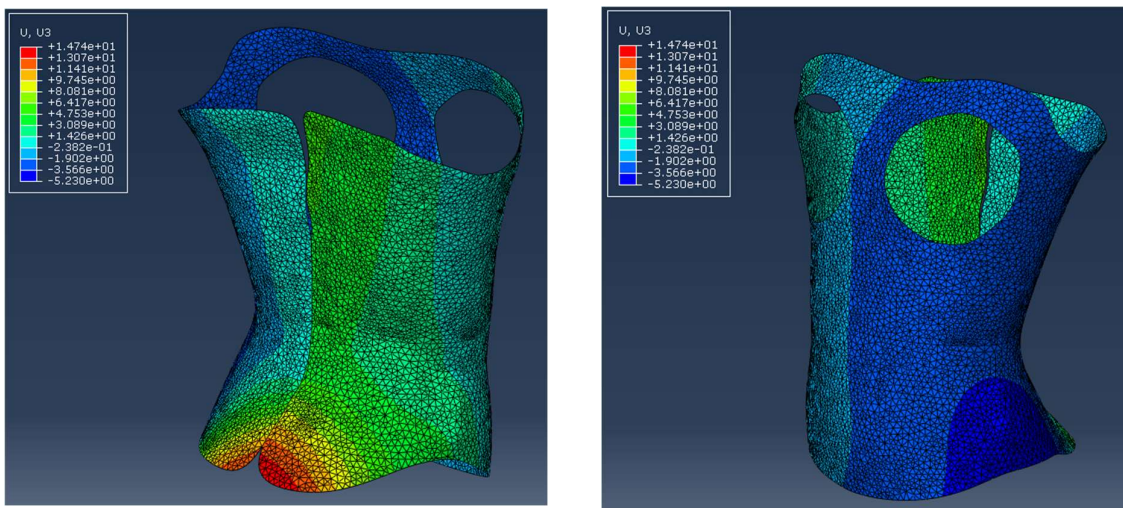 U, U3
+1.474e+01
+1.307e+01
+1.141e+01
+9.745e+00
+8.081e+00
+6.417e+00
+4.753e+00
+3.089e+00
+1.426e+00
-2.382e-01
-1.902e+00
-3.566e+00
-5.230e+00
U, U3
+1.474e+01
+1.307e+01
+1.141e+01
+9.745e+00
+8.081e+00
+6.417e+00
+4.753e+00
+3.089e+00
+1.426e+00
-2.382e-01
-1.902e+00
-3.566e+00
-5.230e+00